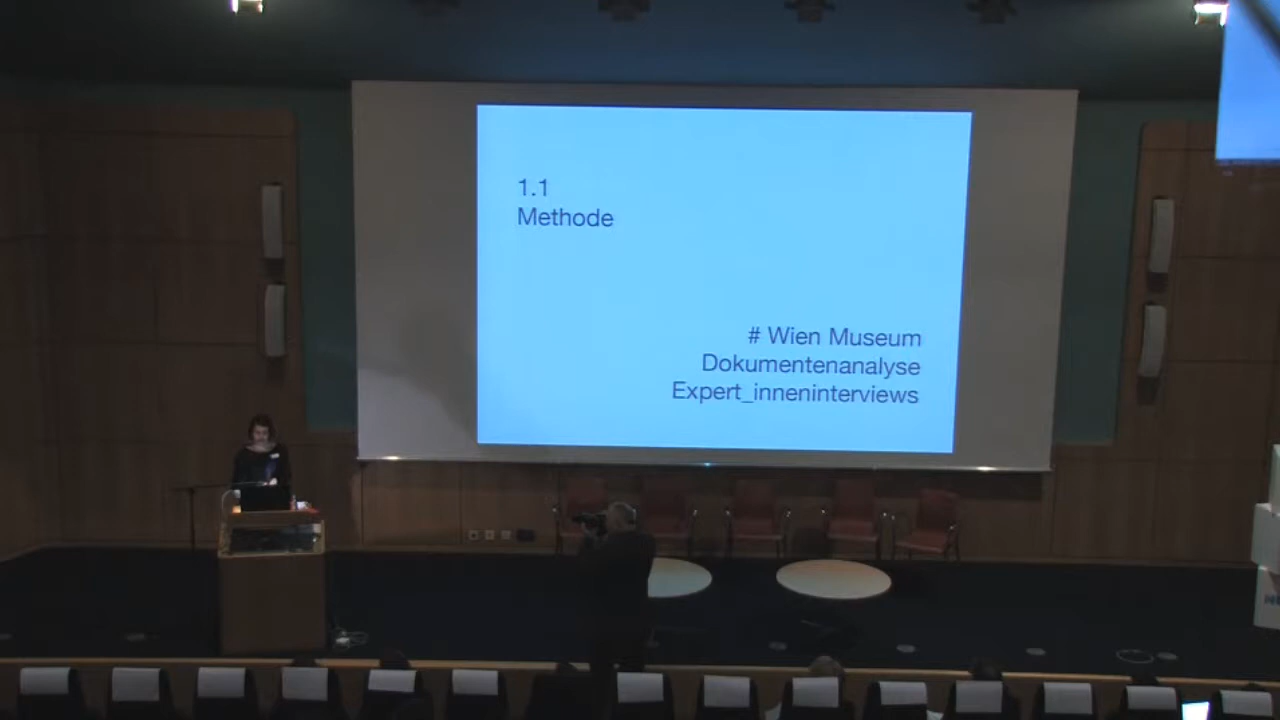 1.1
Methode
# Wien Museum
Dokumentenanalyse
Expert_inneninterviews